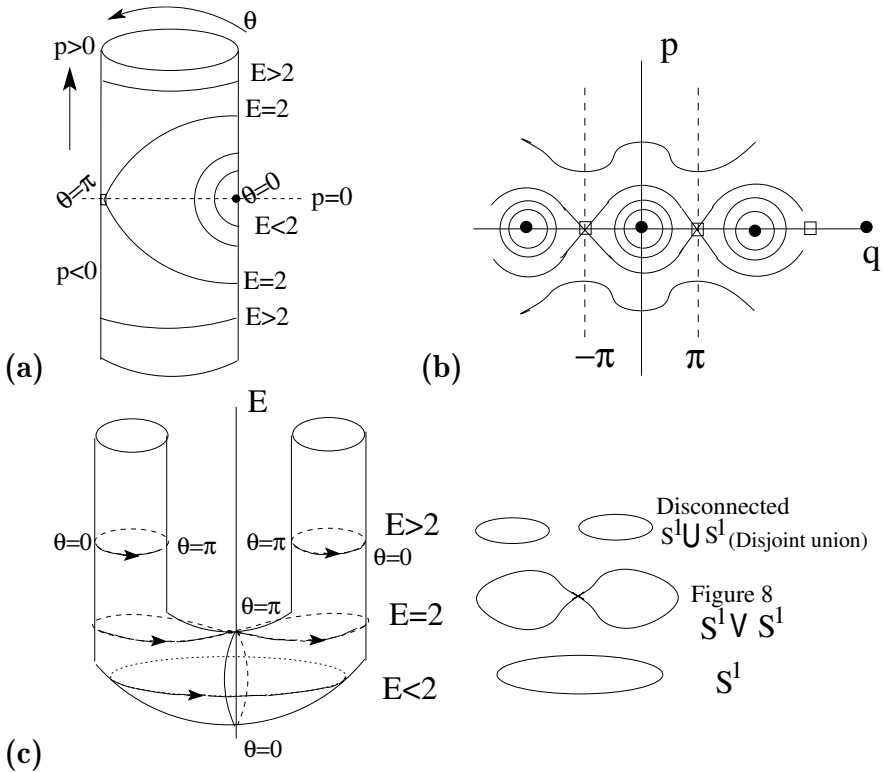 θ
p>0
E>2
E=2
θ=π
θ=0
p=0
E<2
p<0
E=2
E>2
(a)
p
q
−π
π
(b)
E
θ=0
θ=π
θ=π
θ=0
E>2
θ=π
E=2
E<2
θ=0
(c)
Disconnected
S¹∪S¹ (Disjoint union)
Figure 8
S¹ V S¹
S¹